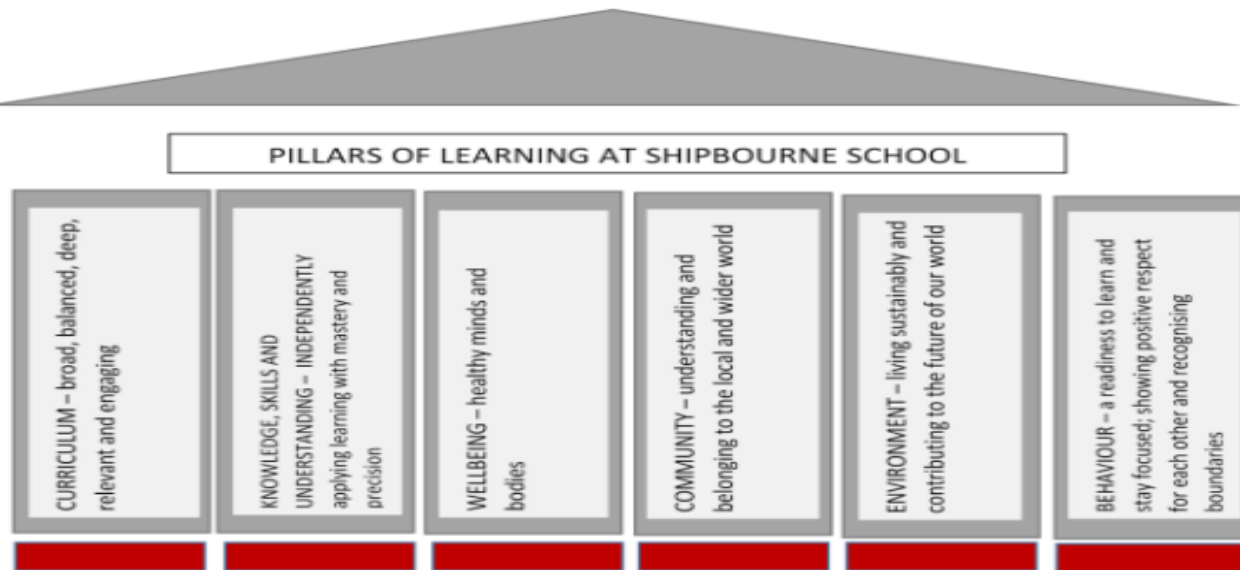 PILLARS OF LEARNING AT SHIPBOURNE SCHOOL
CURRICULUM – broad, balanced, deep,
relevant and engaging
KNOWLEDGE, SKILLS AND
UNDERSTANDING – INDEPENDENTLY
applying learning with mastery and
precision
WELLBEING – healthy minds and
bodies
COMMUNITY – understanding and
belonging to the local and wider world
ENVIRONMENT – living sustainably and
contributing to the future of our world
BEHAVIOUR – a readiness to learn and
stay focused; showing positive respect
for each other and recognising
boundaries